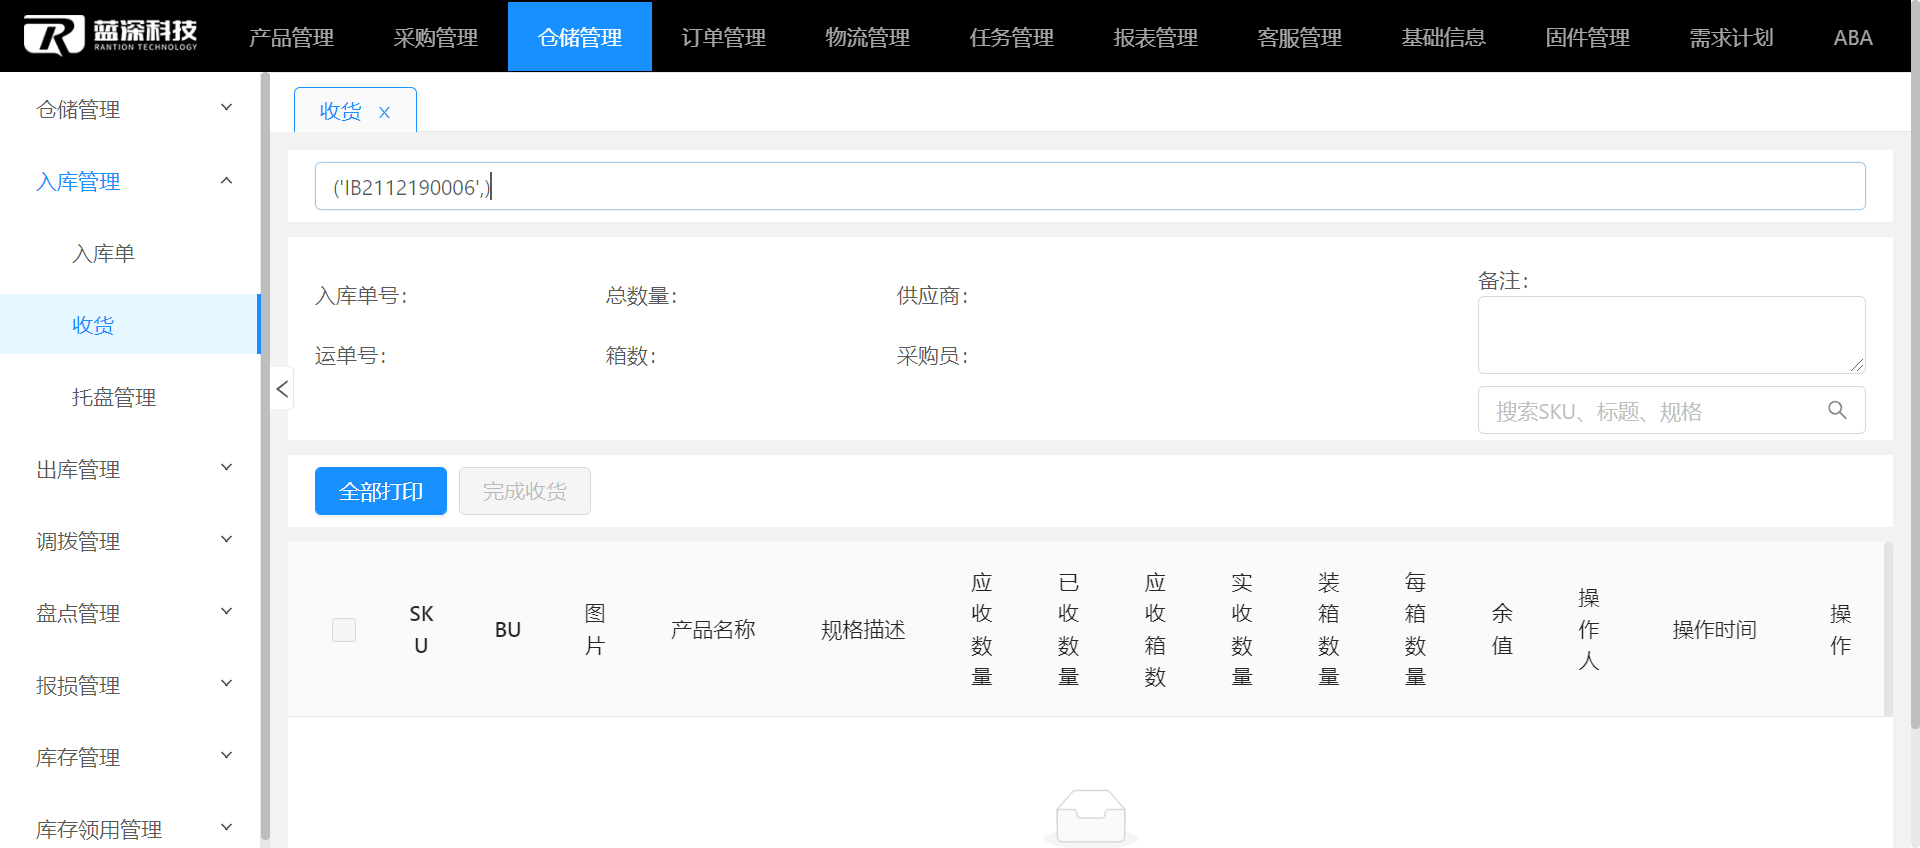 蓝深科技
RANTION TECHNOLOGY
产品管理 采购管理 仓储管理 订单管理 物流管理 任务管理 报表管理 客服管理 基础信息 固件管理 需求计划 ABA
仓储管理
入库管理
入库单
收货
托盘管理
出库管理
调拨管理
盘点管理
报损管理
库存管理
库存领用管理
收货 x
('IB2112190006',)
入库单号： 总数量： 供应商：
运单号： 箱数： 采购员：
备注：
搜索SKU、标题、规格
全部打印 完成收货
SKU BU 图片 产品名称 规格描述 应收数量 已收数量 应收箱数 实收数量 装箱数量 每箱数量 余值 操作人 操作时间 操作